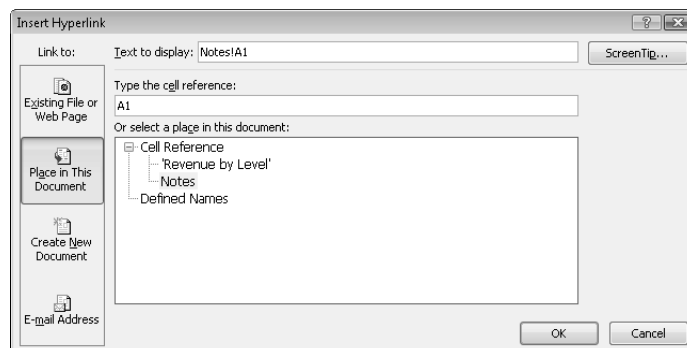 Insert Hyperlink
Link to:
Text to display: Notes!A1
ScreenTip...
Existing File or
Web Page
Place in This
Document
Create New
Document
E-mail Address
Type the cell reference:
A1
Or select a place in this document:
Cell Reference
'Revenue by Level'
Notes
Defined Names
OK
Cancel